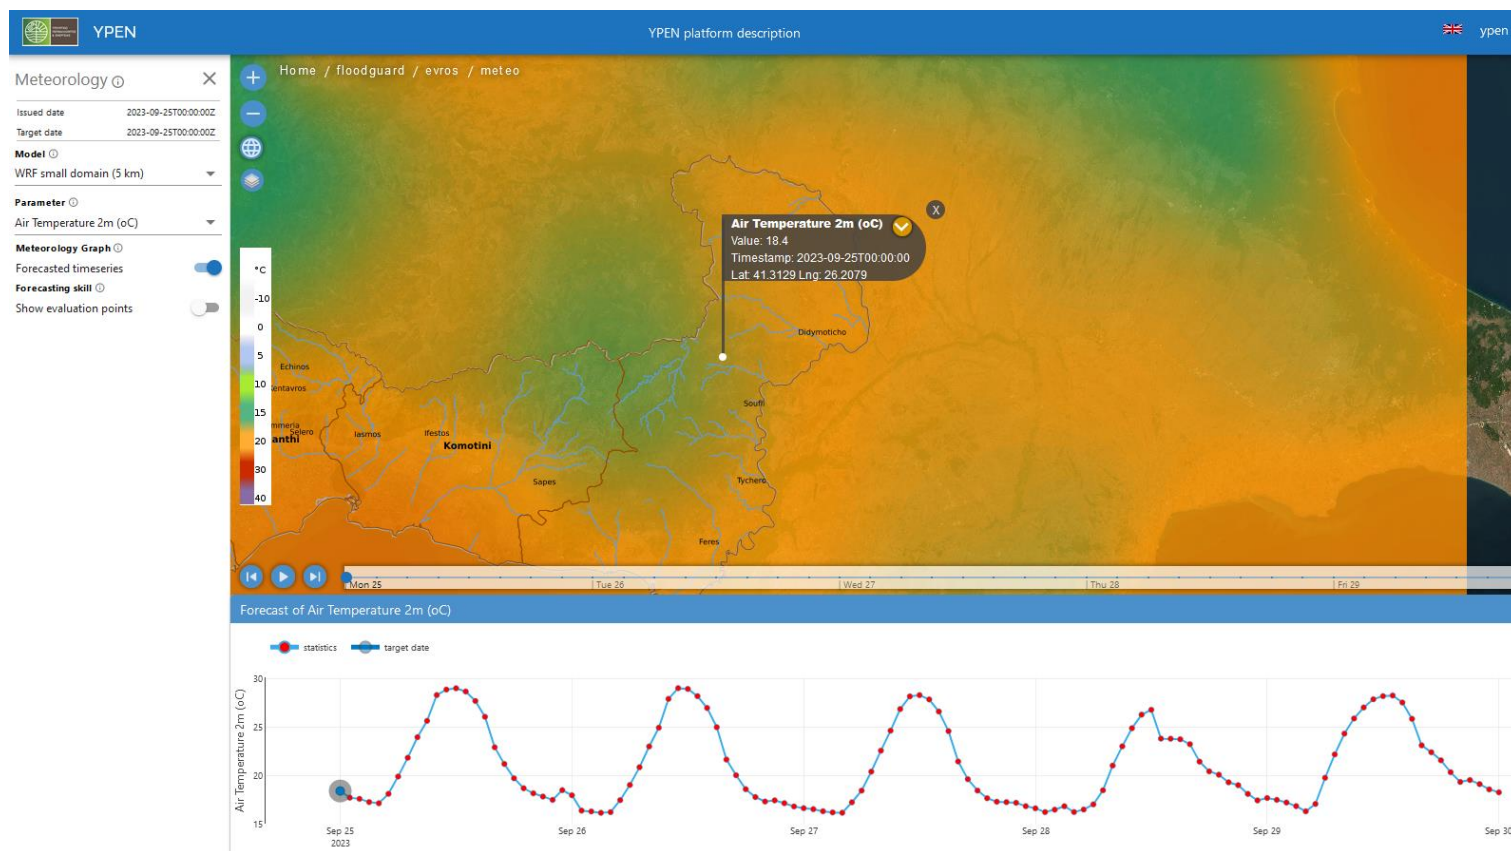 YPEN
YPEN platform description
ypen
Meteorology
Issued date 2023-09-25T00:00:00Z
Target date 2023-09-25T00:00:00Z
Model
WRF small domain (5 km)
Parameter
Air Temperature 2m (oC)
Meteorology Graph
Forecasted timeseries
Forecasting skill
Show evaluation points
Home / floodguard / evros / meteo
X
Air Temperature 2m (oC)
Value: 18.4
Timestamp: 2023-09-25T00:00:00
Lat: 41.3129 Lng: 26.2079
°C
-10
0
5
10
15
20
30
40
Echinos
entavros
mmeria
Selero
anthi
Iasmos
Ifestos
Komotini
Sapes
Didymoticho
Soufli
Tychero
Feres
Mon 25
Tue 26
Wed 27
Thu 28
Fri 29
Forecast of Air Temperature 2m (oC)
statistics
target date
Air Temperature 2m (oC)
30
25
20
15
Sep 25
2023
Sep 26
Sep 27
Sep 28
Sep 29
Sep 30